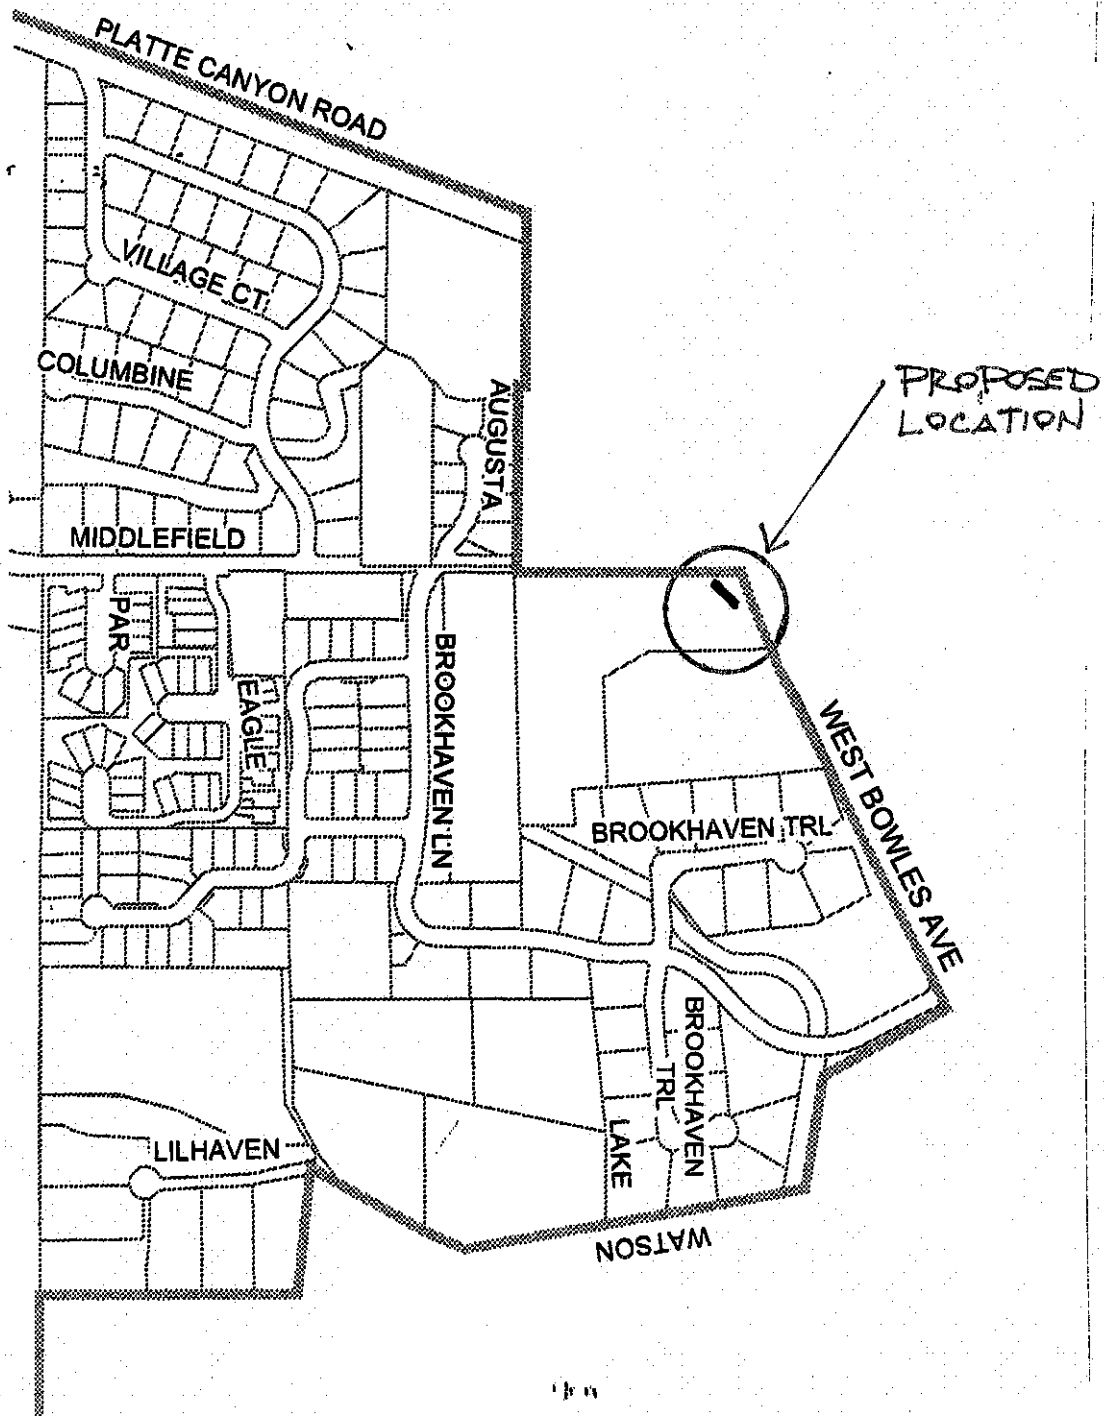 PLATTE CANYON ROAD
VILLAGE CT
COLUMBINE
AUGUSTA
PROPOSED
LOCATION
MIDDLEFIELD
PAR
EAGLE
BROOKHAVEN LN
WEST BOWLES AVE
BROOKHAVEN TRL
BROOKHAVEN
TRL
LAKE
LILHAVEN
WATSON